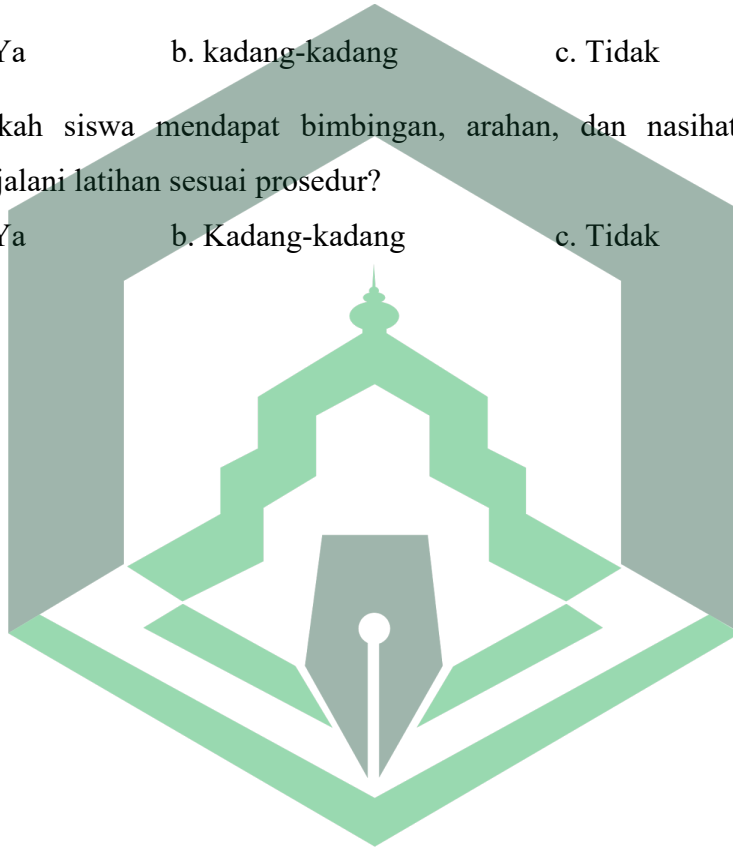 Ya b. kadang-kadang c. Tidak
kah siswa mendapat bimbingan, arahan, dan nasihat
jalani latihan sesuai prosedur?
Ya b. Kadang-kadang c. Tidak